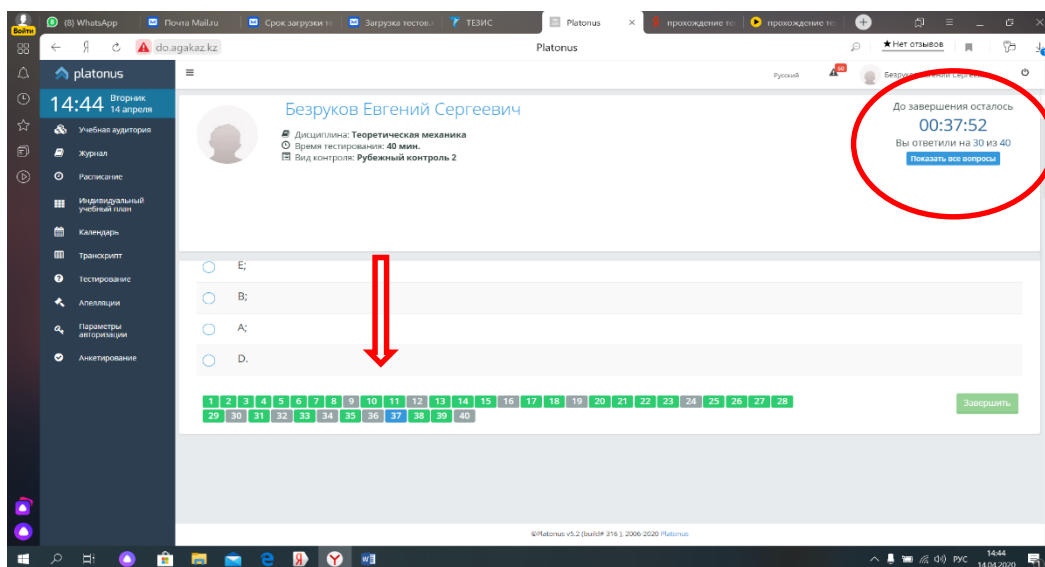 Войти
(8) WhatsApp
Почта Mail.ru
Срок загрузки те
Загрузка тестов.
ТЕЗИС
Platonus
прохождение те
прохождение те
do.agakaz.kz
Platonus
★ Нет отзывов
platonus
Русский
60
14:44 Вторник
14 апреля
Учебная аудитория
Журнал
Расписание
Индивидуальный
учебный план
Календарь
Транскрипт
Тестирование
Апелляции
Параметры
авторизации
Анкетирование
Безруков Евгений Сергеевич
Дисциплина: Теоретическая механика
Время тестирования: 40 мин.
Вид контроля: Рубежный контроль 2
До завершения осталось
00:37:52
Вы ответили на 30 из 40
Показать все вопросы
E;
B;
A;
D.
1 2 3 4 5 6 7 8 9 10 11 12 13 14 15 16 17 18 19 20 21 22 23 24 25 26 27 28
29 30 31 32 33 34 35 36 37 38 39 40
Завершить
©Platonus v5.2 (build# 316 ), 2006-2020 Platonus
РУС
14:44
14.04.2020